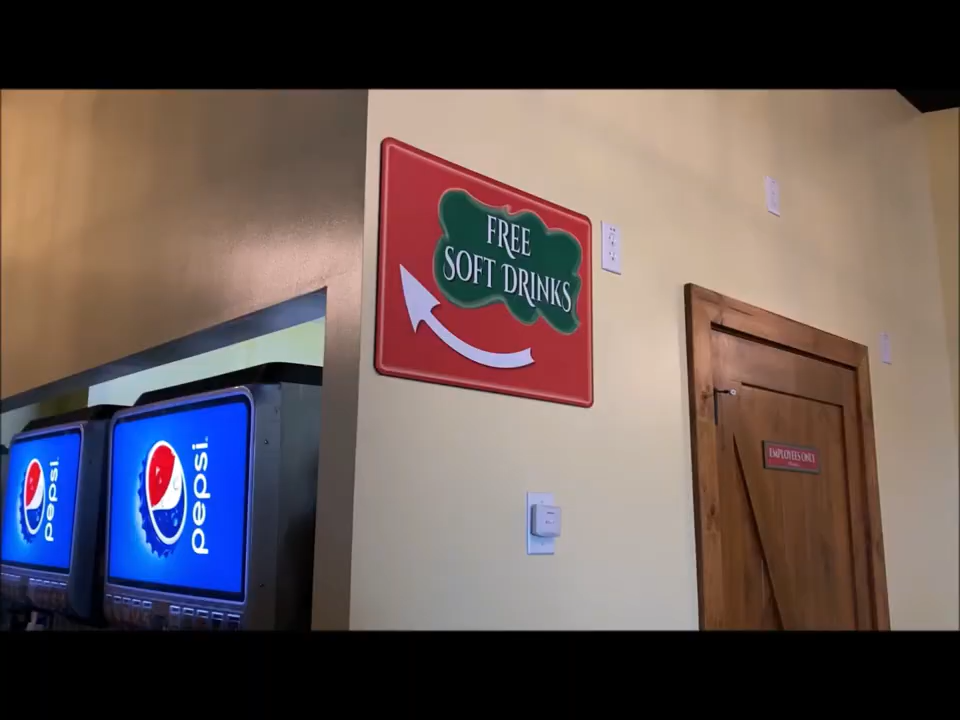 FREE
SOFT DRINKS
EMPLOYEES ONLY
pepsi
pepsi